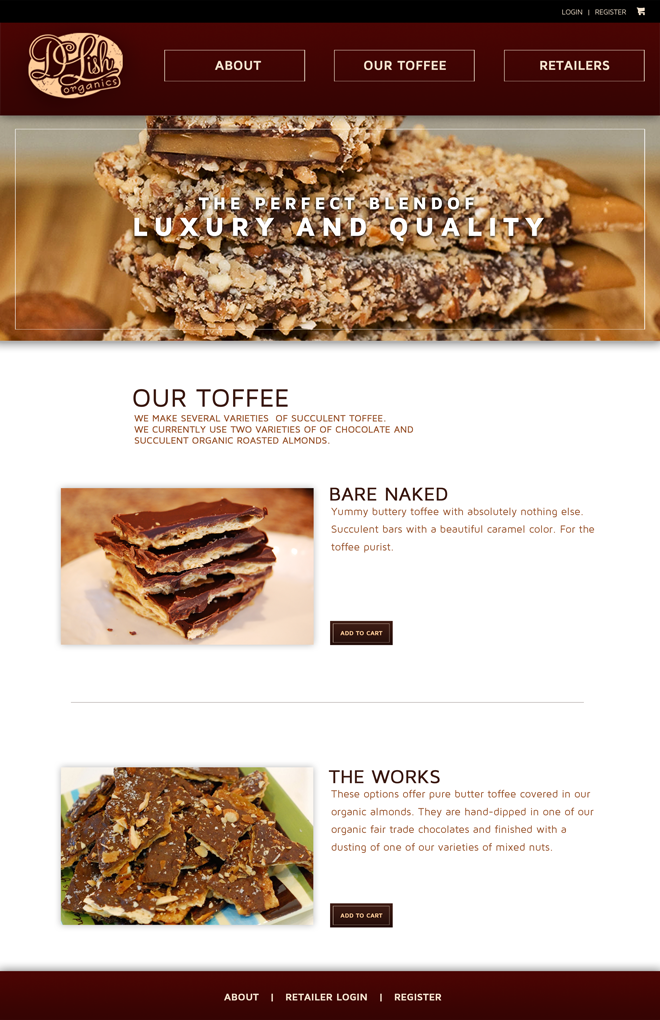 LOGIN | REGISTER
D'Lish
organics
ABOUT
OUR TOFFEE
RETAILERS
THE PERFECT BLENDOF
LUXURY AND QUALITY
OUR TOFFEE
WE MAKE SEVERAL VARIETIES OF SUCCULENT TOFFEE.
WE CURRENTLY USE TWO VARIETIES OF OF CHOCOLATE AND
SUCCULENT ORGANIC ROASTED ALMONDS.
BARE NAKED
Yummy buttery toffee with absolutely nothing else.
Succulent bars with a beautiful caramel color. For the
toffee purist.
ADD TO CART
THE WORKS
These options offer pure butter toffee covered in our
organic almonds. They are hand-dipped in one of our
organic fair trade chocolates and finished with a
dusting of one of our varieties of mixed nuts.
ADD TO CART
ABOUT | RETAILER LOGIN | REGISTER